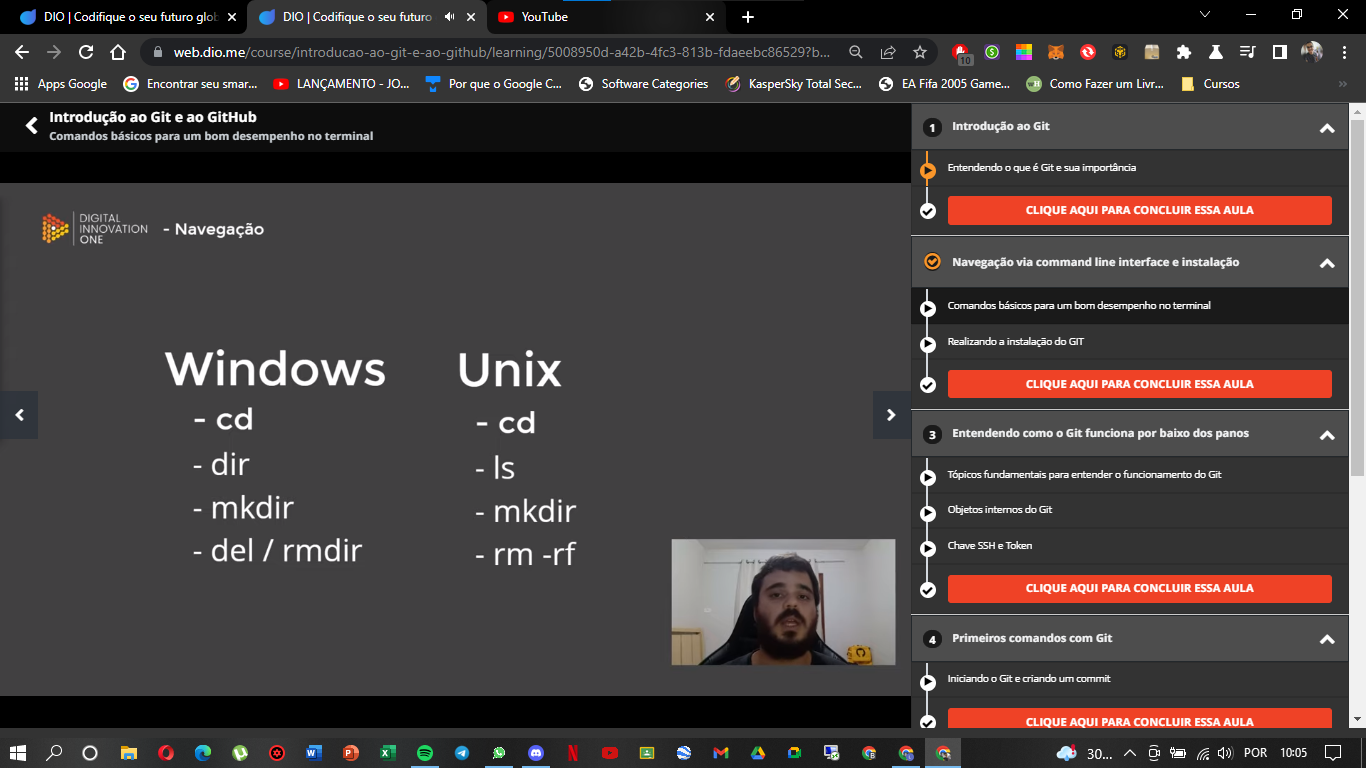 DIO | Codifique o seu futuro glob
DIO | Codifique o seu futuro
YouTube
web.dio.me/course/introducao-ao-git-e-ao-github/learning/5008950d-a42b-4fc3-813b-fdaeebc86529?b...
10
Apps Google
Encontrar seu smar...
LANÇAMENTO - JO...
Por que o Google C...
Software Categories
KasperSky Total Sec...
EA Fifa 2005 Game...
Como Fazer um Livr...
Cursos
Introdução ao Git e ao GitHub
Comandos básicos para um bom desempenho no terminal
DIGITAL
INNOVATION
ONE
- Navegação
Windows
- cd
- dir
- mkdir
- del / rmdir
Unix
- cd
- ls
- mkdir
- rm -rf
1 Introdução ao Git
Entendendo o que é Git e sua importância
CLIQUE AQUI PARA CONCLUIR ESSA AULA
Navegação via command line interface e instalação
Comandos básicos para um bom desempenho no terminal
Realizando a instalação do GIT
CLIQUE AQUI PARA CONCLUIR ESSA AULA
3 Entendendo como o Git funciona por baixo dos panos
Tópicos fundamentais para entender o funcionamento do Git
Objetos internos do Git
Chave SSH e Token
CLIQUE AQUI PARA CONCLUIR ESSA AULA
4 Primeiros comandos com Git
Iniciando o Git e criando um commit
CLIQUE AQUI PARA CONCLUIR ESSA AULA
30...
POR
10:05